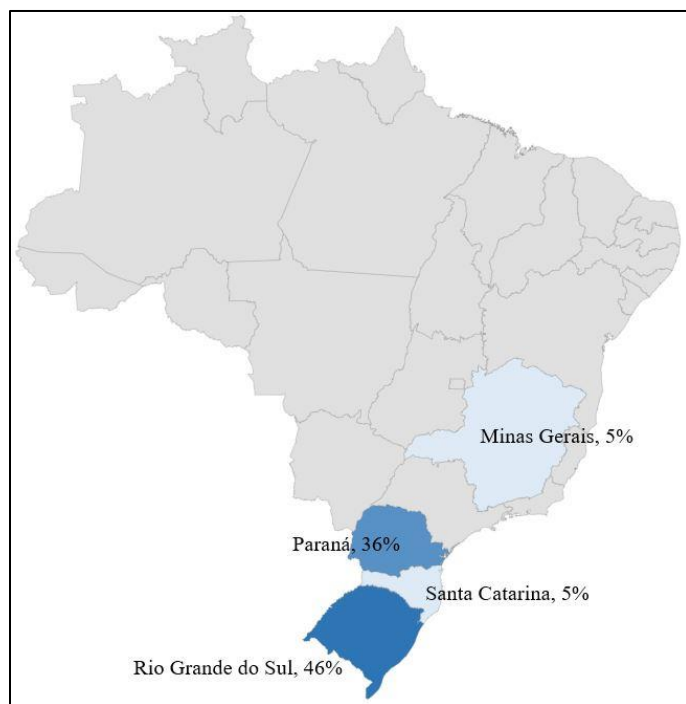 Minas Gerais, 5%
Paraná, 36%
Santa Catarina, 5%
Rio Grande do Sul, 46%